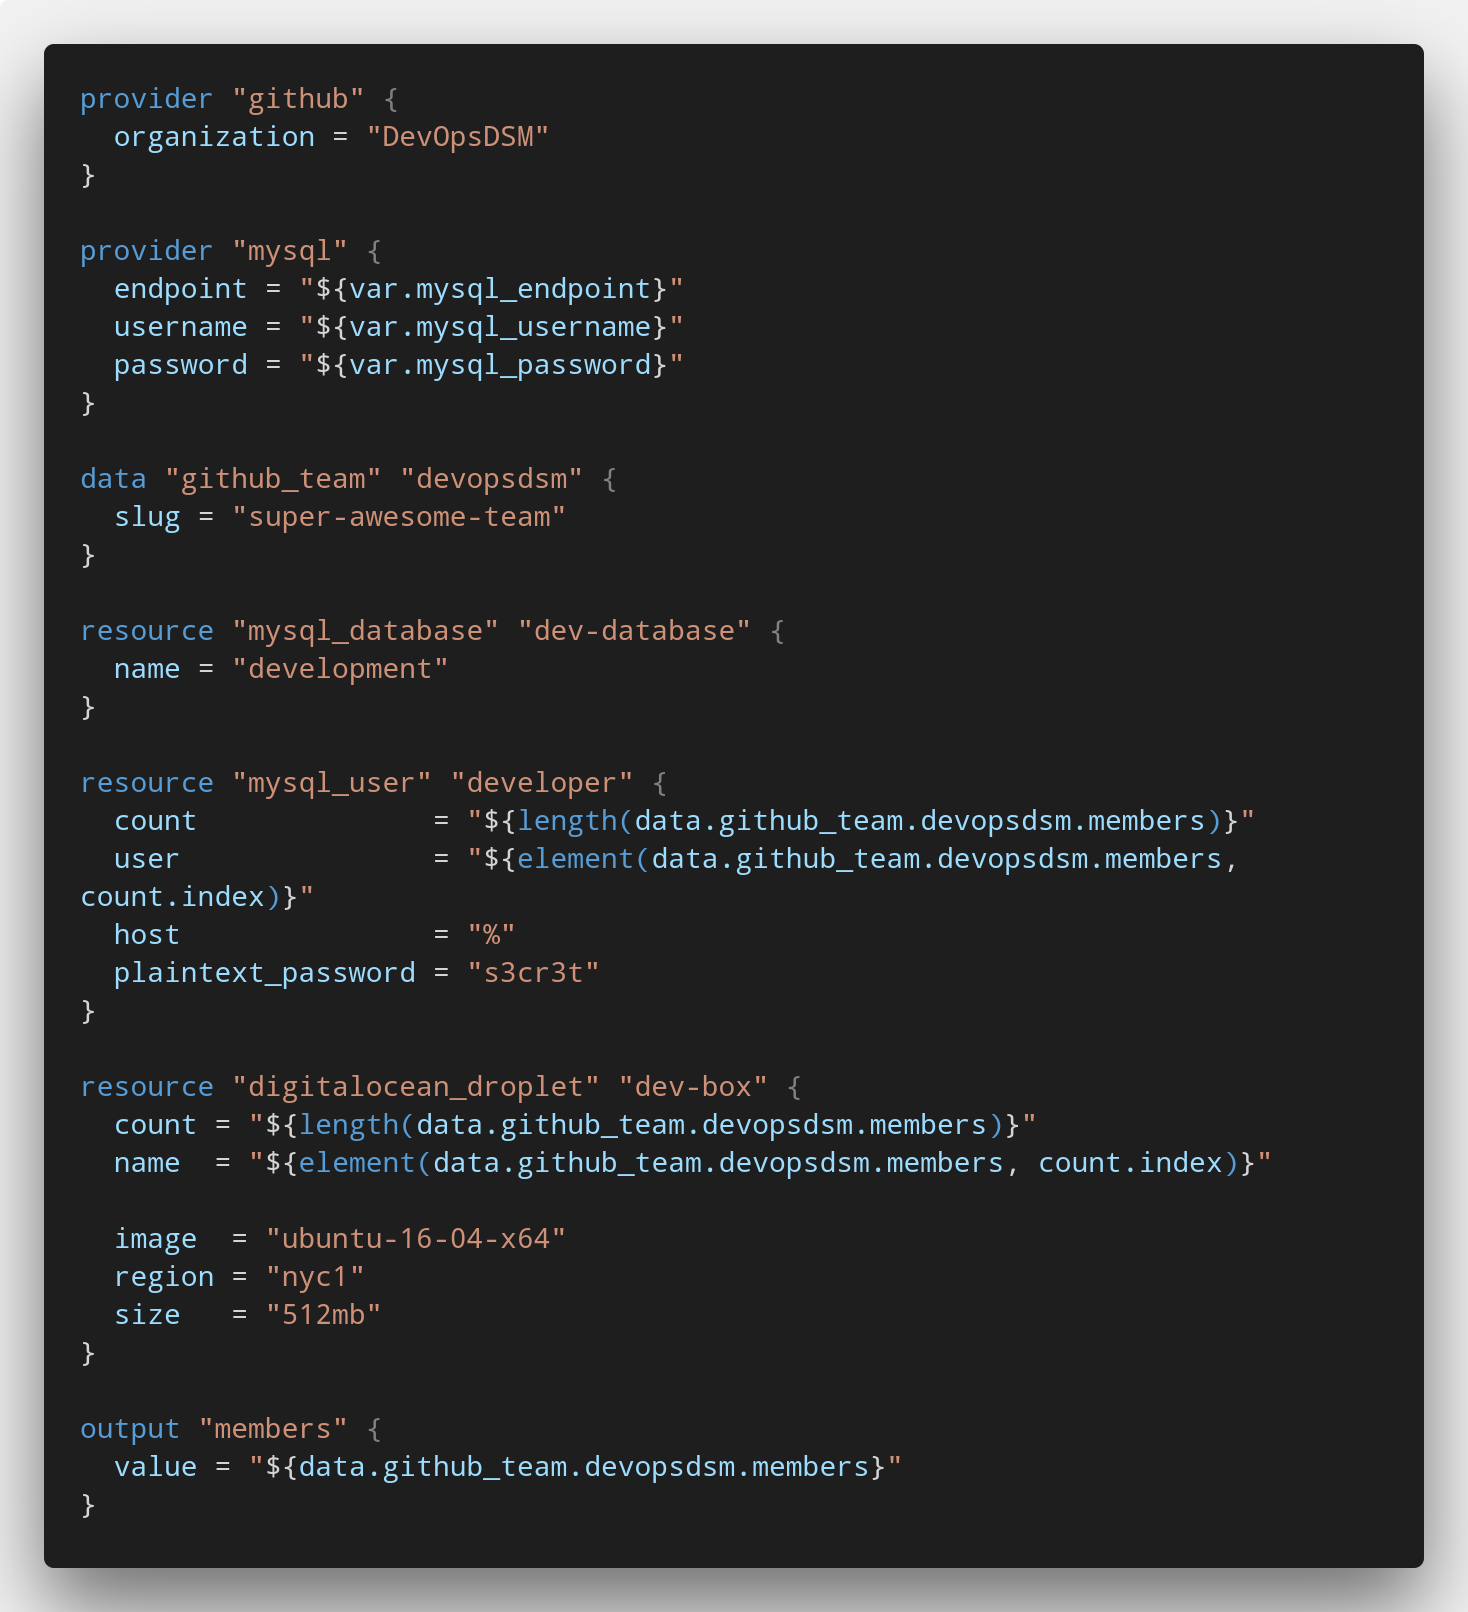 provider "github" {
  organization = "DevOpsDSM"
}

provider "mysql" {
  endpoint = "${var.mysql_endpoint}"
  username = "${var.mysql_username}"
  password = "${var.mysql_password}"
}

data "github_team" "devopsdsm" {
  slug = "super-awesome-team"
}

resource "mysql_database" "dev-database" {
  name = "development"
}

resource "mysql_user" "developer" {
  count              = "${length(data.github_team.devopsdsm.members)}"
  user               = "${element(data.github_team.devopsdsm.members,
count.index)}"
  host               = "%"
  plaintext_password = "s3cr3t"
}

resource "digitalocean_droplet" "dev-box" {
  count = "${length(data.github_team.devopsdsm.members)}"
  name  = "${element(data.github_team.devopsdsm.members, count.index)}"

  image  = "ubuntu-16-04-x64"
  region = "nyc1"
  size   = "512mb"
}

output "members" {
  value = "${data.github_team.devopsdsm.members}"
}